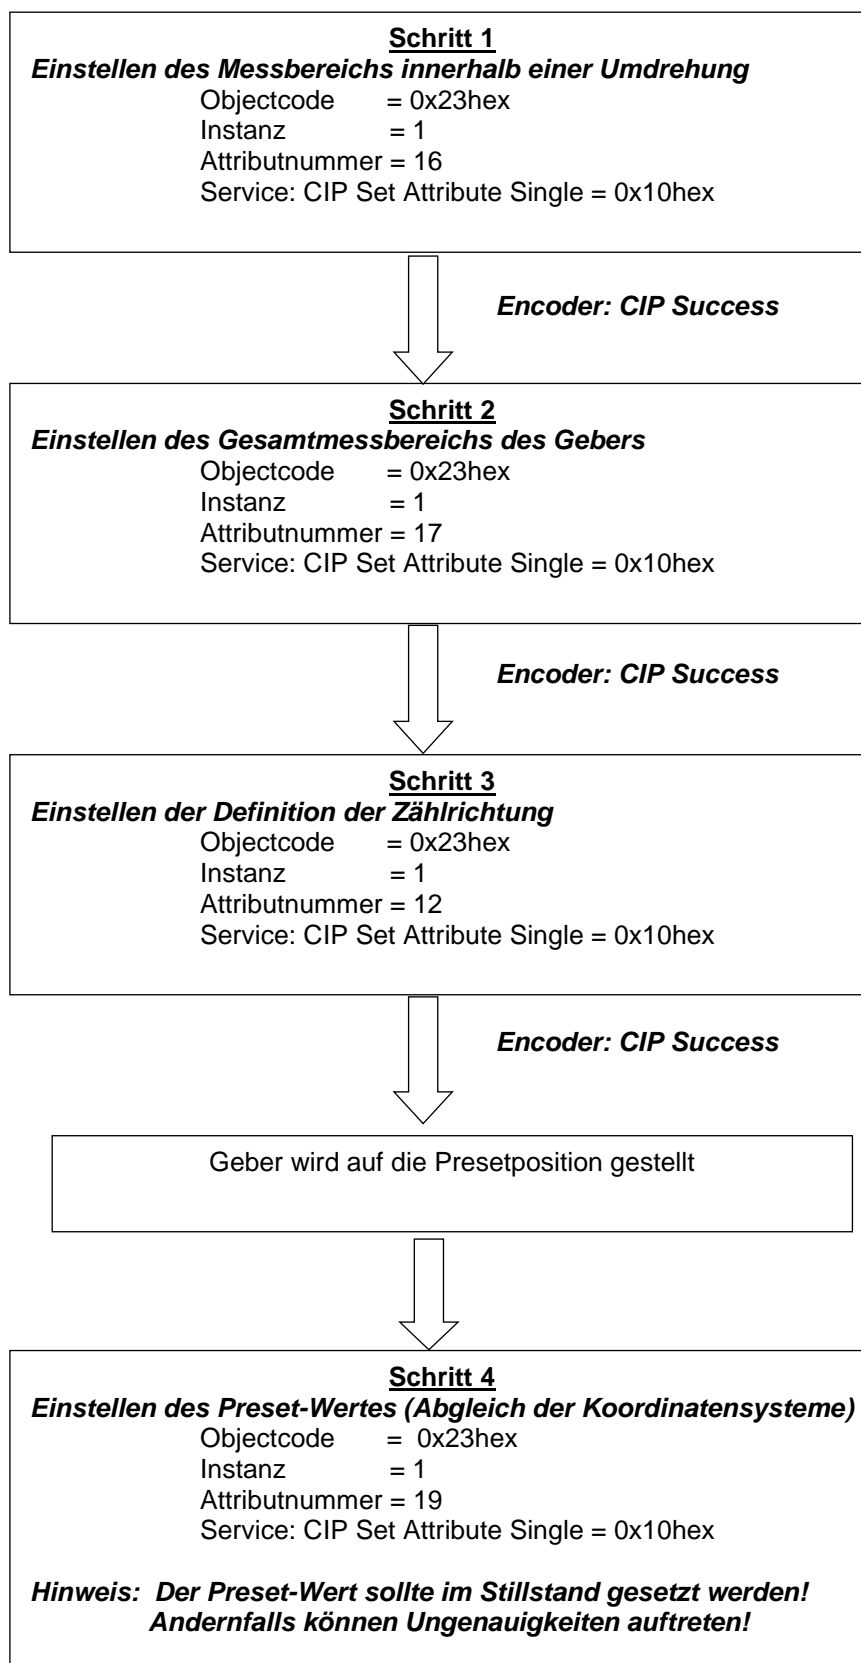 Schritt 1
Einstellen des Messbereichs innerhalb einer Umdrehung
Objectcode = 0x23hex
Instanz = 1
Attributnummer = 16
Service: CIP Set Attribute Single = 0x10hex
Encoder: CIP Success
Schritt 2
Einstellen des Gesamtmessbereichs des Gebers
Objectcode = 0x23hex
Instanz = 1
Attributnummer = 17
Service: CIP Set Attribute Single = 0x10hex
Encoder: CIP Success
Schritt 3
Einstellen der Definition der Zählrichtung
Objectcode = 0x23hex
Instanz = 1
Attributnummer = 12
Service: CIP Set Attribute Single = 0x10hex
Encoder: CIP Success
Geber wird auf die Presetposition gestellt
Schritt 4
Einstellen des Preset-Wertes (Abgleich der Koordinatensysteme)
Objectcode = 0x23hex
Instanz = 1
Attributnummer = 19
Service: CIP Set Attribute Single = 0x10hex
Hinweis: Der Preset-Wert sollte im Stillstand gesetzt werden!
Andernfalls können Ungenauigkeiten auftreten!